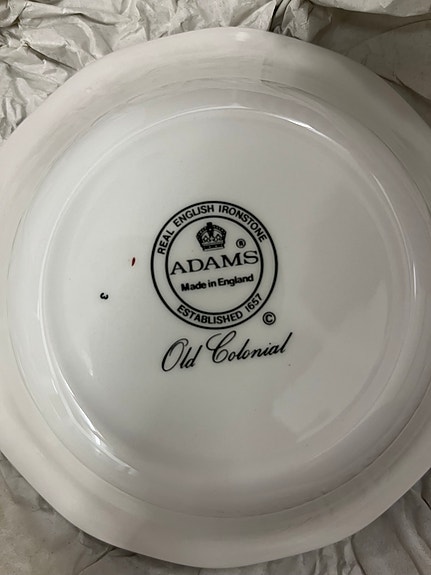 REAL ENGLISH IRONSTONE
®
ADAMS
Made in England
ESTABLISHED 1657
©
Old Colonial
3